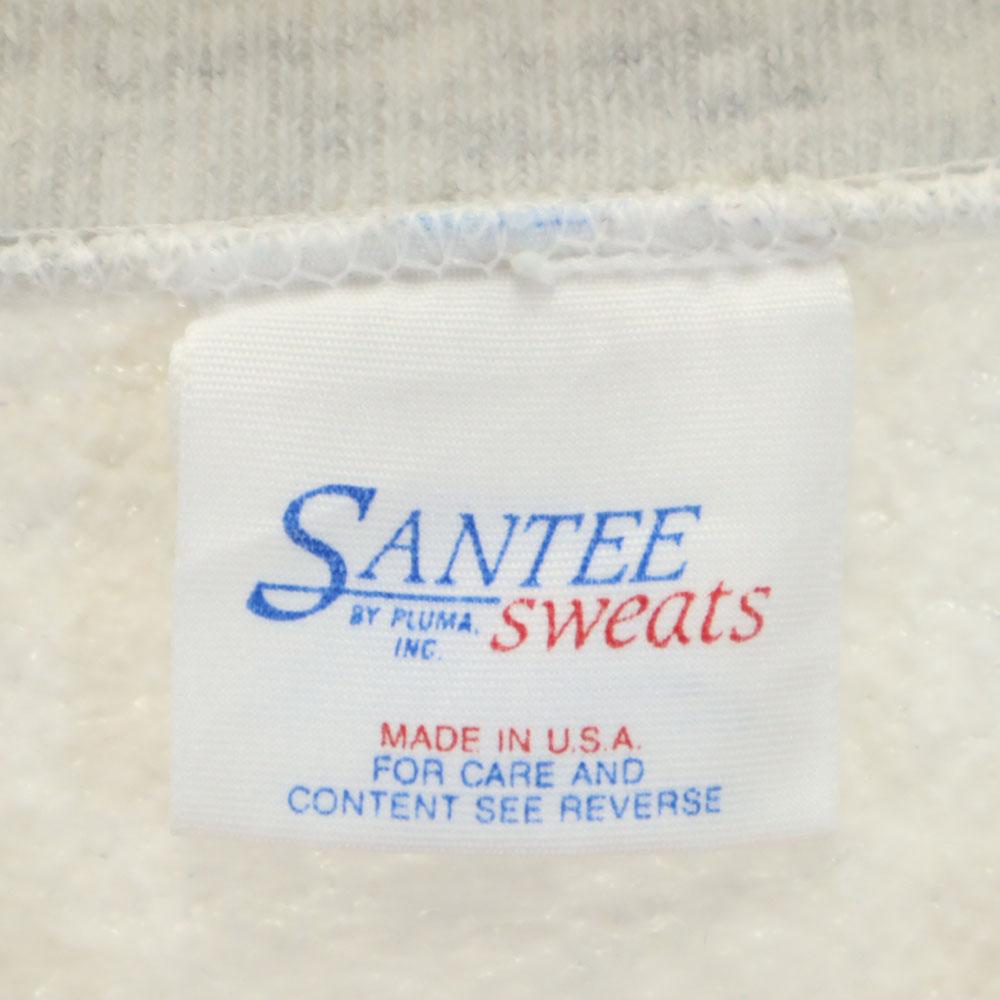 SANTEE
BY PLUMA, sweats
INC.
MADE IN U.S.A.
FOR CARE AND
CONTENT SEE REVERSE